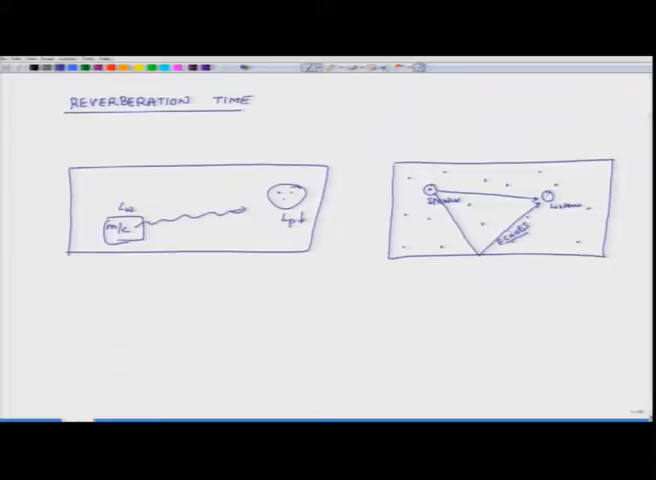 REVERBERATION TIME
Lw
m/c
Lp↓
SPEAKER
Listener
ECHOES